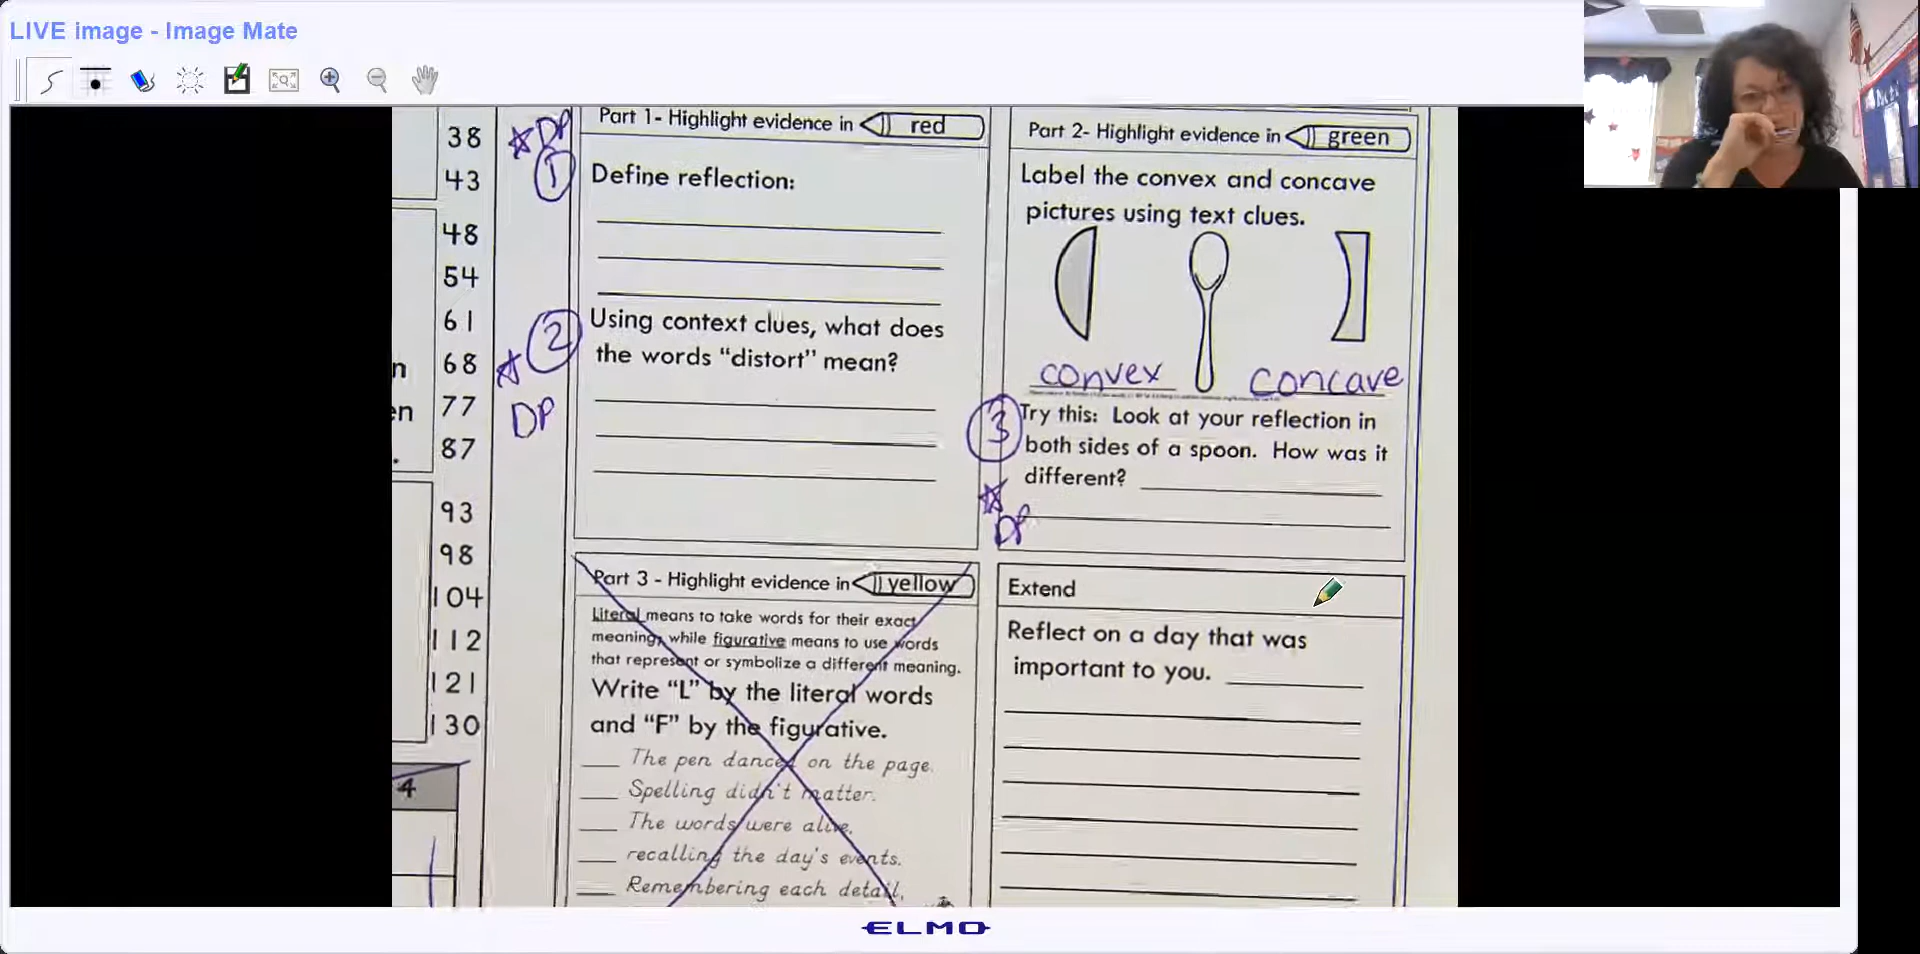 LIVE image - Image Mate
38
43
48
54
61
n 68
en 77
. 87
93
98
104
112
121
130
4
DP
1
Part 1- Highlight evidence in red
Define reflection:
2
Using context clues, what does
the words "distort" mean?
DP
Part 2- Highlight evidence in green
Label the convex and concave
pictures using text clues.
convex concave
3
Try this: Look at your reflection in
both sides of a spoon. How was it
different?
DP
Part 3 - Highlight evidence in yellow
Literal means to take words for their exact
meaning, while figurative means to use words
that represent or symbolize a different meaning.
Write "L" by the literal words
and "F" by the figurative.
The pen danced on the page.
Spelling didn't matter.
The words were alive,
recalling the day's events.
Remembering each detail,
Extend
Reflect on a day that was
important to you.
ELMO